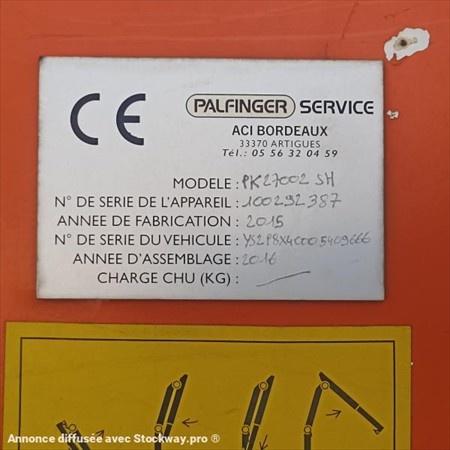 CE
PALFINGER SERVICE
ACI BORDEAUX
33370 ARTIGUES
Tél.: 05 56 32 04 59
MODELE: PK27002 SH
N° DE SERIE DE L'APPAREIL: 100292387
ANNEE DE FABRICATION: 2015
N° DE SERIE DU VEHICULE: YS2P8X40005409666
ANNEE D'ASSEMBLAGE: 2016
CHARGE CHU (KG):
Annonce diffusée avec Stockway.pro ®